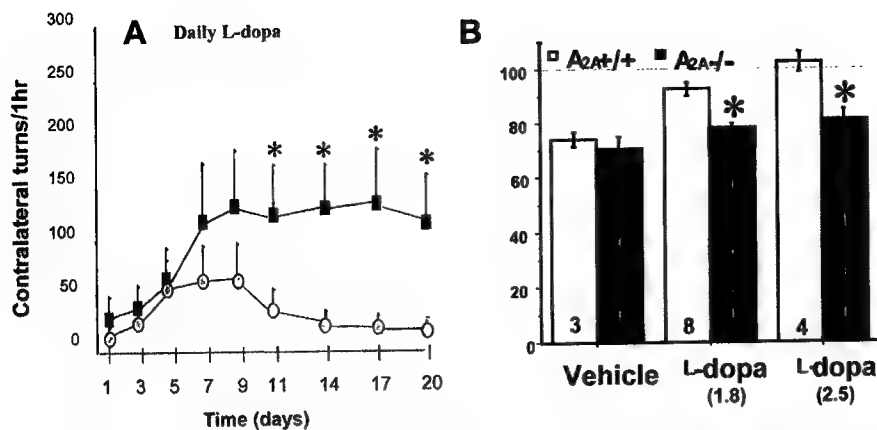 A Daily L-dopa
Contralateral turns/1hr
300
250
200
150
100
50
0
1 3 5 7 9 11 14 17 20
Time (days)
* * *
B
A2A+/+ A2A-/-
100
80
60
40
20
0
* *
3 8 4
Vehicle L-dopa L-dopa
(1.8) (2.5)